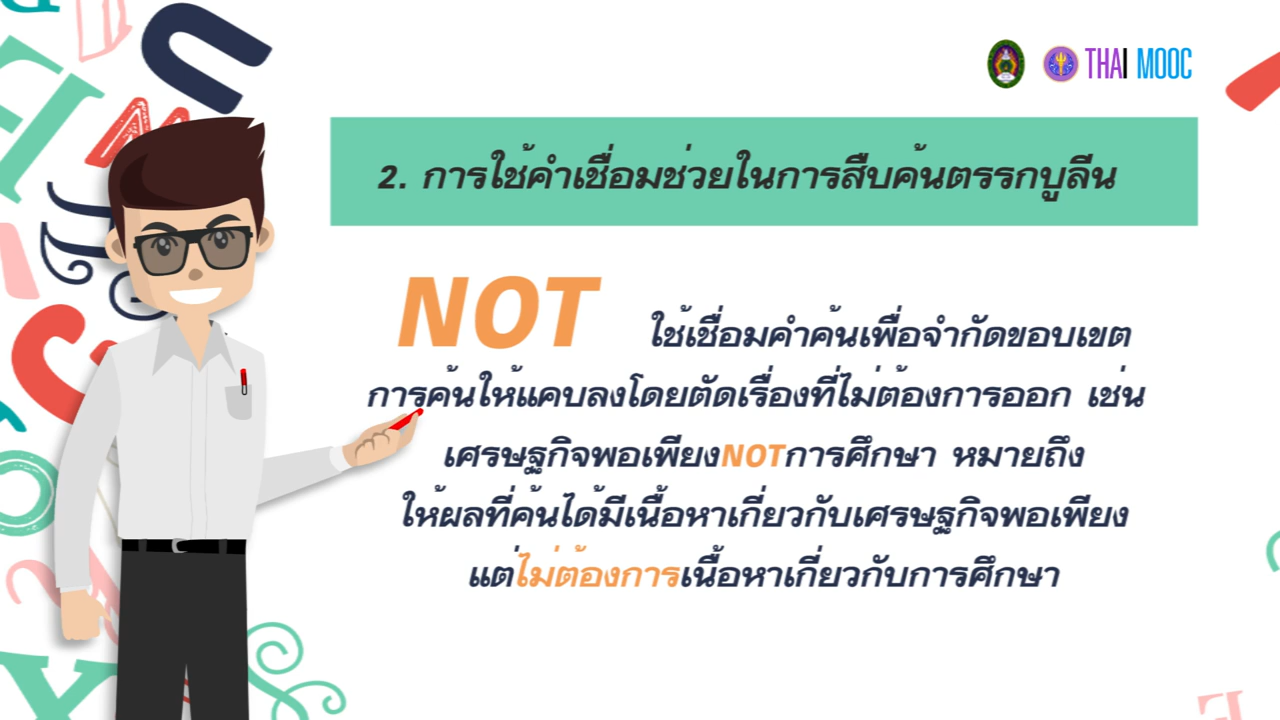 THAI MOOC
2. การใช้คำเชื่อมช่วยในการสืบค้นตรรกบูลีน
NOT ใช้เชื่อมคำค้นเพื่อจำกัดขอบเขต
การค้นให้แคบลงโดยตัดเรื่องที่ไม่ต้องการออก เช่น
เศรษฐกิจพอเพียงNOTการศึกษา หมายถึง
ให้ผลที่ค้นได้มีเนื้อหาเกี่ยวกับเศรษฐกิจพอเพียง
แต่ไม่ต้องการเนื้อหาเกี่ยวกับการศึกษา